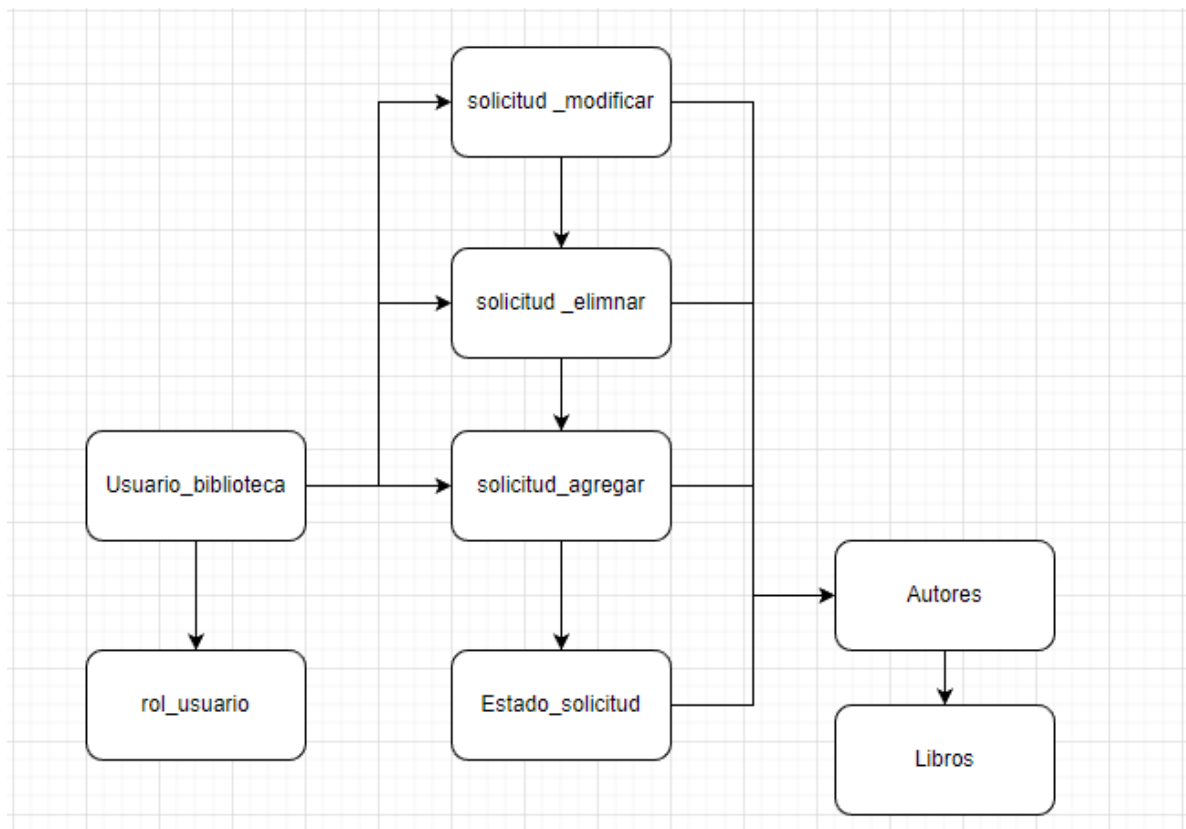 solicitud _modificar
solicitud _elimnar
Usuario_biblioteca
solicitud_agregar
Autores
rol_usuario
Estado_solicitud
Libros